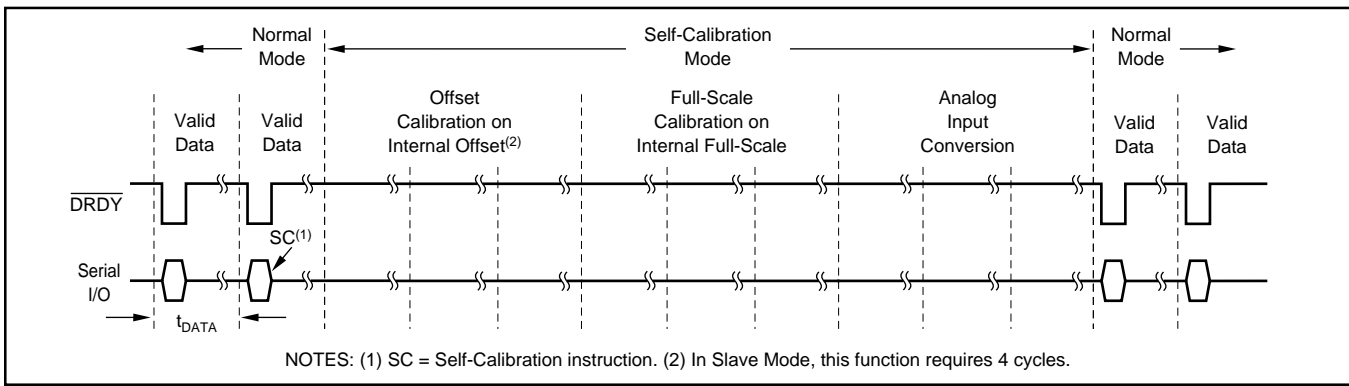 Normal
Mode
Self-Calibration
Mode
Normal
Mode
Valid
Data
Valid
Data
Offset
Calibration on
Internal Offset(2)
Full-Scale
Calibration on
Internal Full-Scale
Analog
Input
Conversion
Valid
Data
Valid
Data
DRDY
SC(1)
Serial
I/O
tDATA
NOTES: (1) SC = Self-Calibration instruction. (2) In Slave Mode, this function requires 4 cycles.